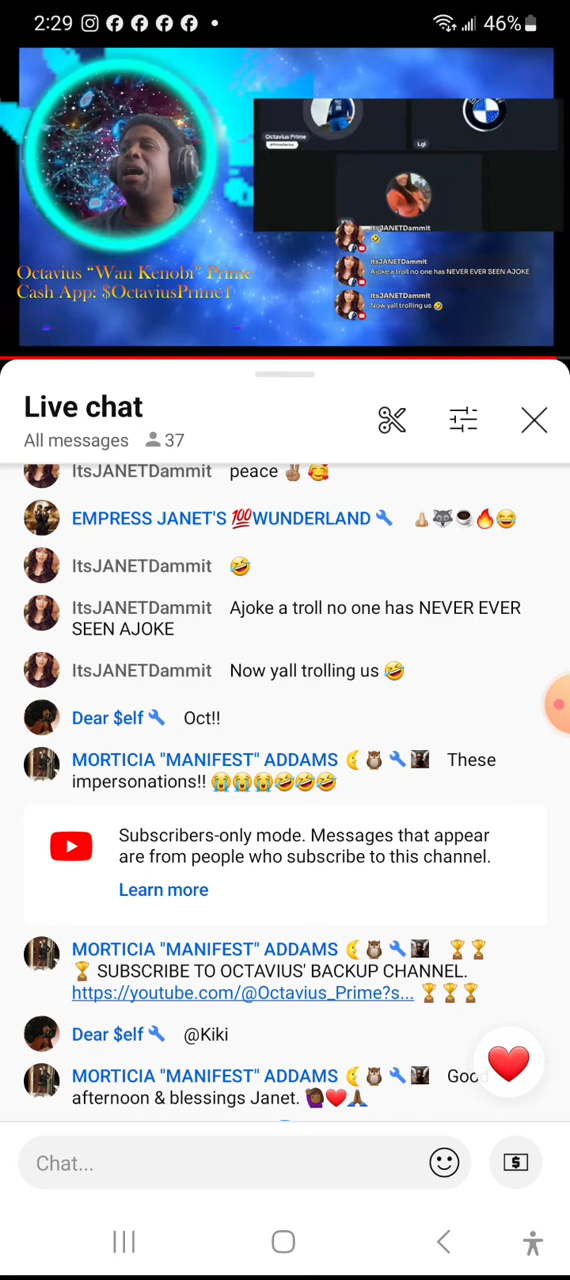 2:29
46%
Octavius Prime
Lgi
ItsJANETDammit
ItsJANETDammit
Ajoke a troll no one has NEVER EVER SEEN AJOKE
ItsJANETDammit
Now yall trolling us 🤣
Octavius “Wan Kenobi” Prime
Cash App: $OctaviusPrime1
Live chat
All messages 37
ItsJANETDammit peace ✌🏽🥰
EMPRESS JANET'S 💯WUNDERLAND 🔧 👃🏼🐺☕🔥😂
ItsJANETDammit 🤣
ItsJANETDammit Ajoke a troll no one has NEVER EVER
SEEN AJOKE
ItsJANETDammit Now yall trolling us 🤣
Dear $elf 🔧 Oct!!
MORTICIA "MANIFEST" ADDAMS 🌙🦉 🔧 These
impersonations!! 😭😭😭🤣🤣🤣
Subscribers-only mode. Messages that appear
are from people who subscribe to this channel.
Learn more
MORTICIA "MANIFEST" ADDAMS 🌙🦉 🔧 🏆🏆
🏆 SUBSCRIBE TO OCTAVIUS' BACKUP CHANNEL.
https://youtube.com/@Octavius_Prime?s... 🏆🏆🏆
Dear $elf 🔧 @Kiki
MORTICIA "MANIFEST" ADDAMS 🌙🦉 🔧 Good
afternoon & blessings Janet. 🙋🏾‍♀️❤️🙏🏾
Chat...